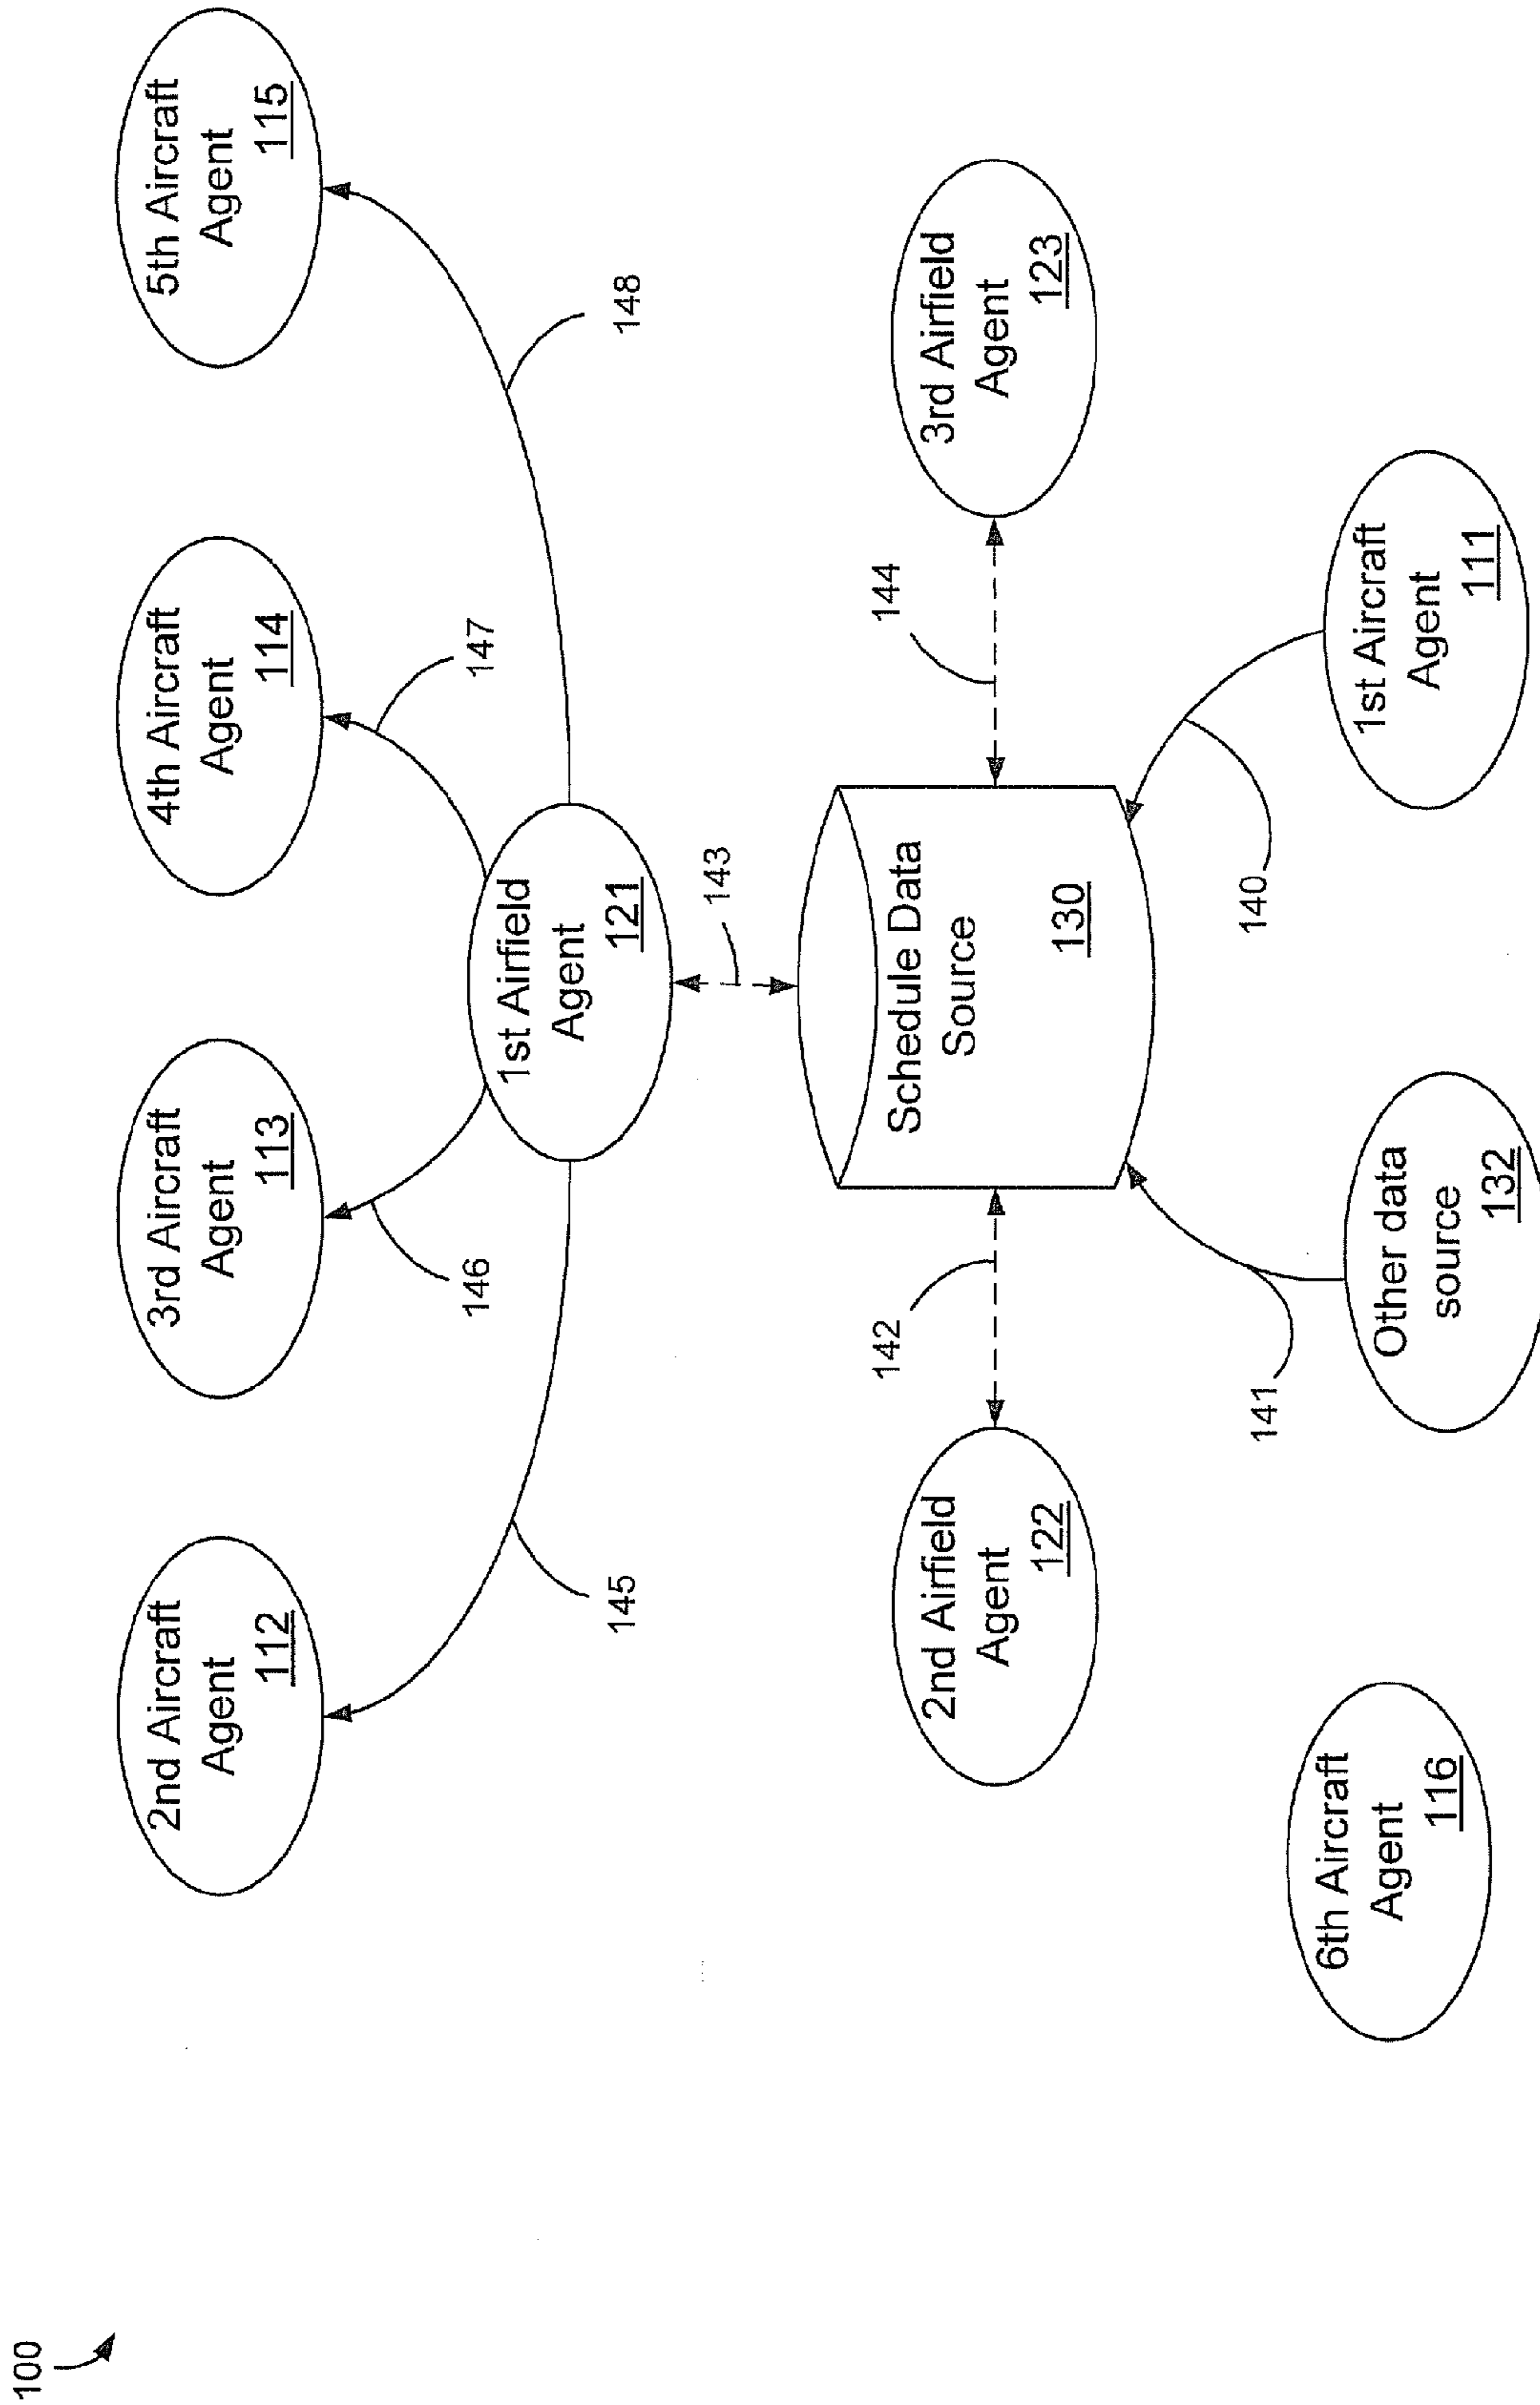 100
2nd Aircraft
Agent
112
3rd Aircraft
Agent
113
4th Aircraft
Agent
114
5th Aircraft
Agent
115
145
146
147
148
1st Airfield
Agent
121
143
2nd Airfield
Agent
122
142
Schedule Data
Source
130
144
3rd Airfield
Agent
123
141
140
6th Aircraft
Agent
116
Other data
source
132
1st Aircraft
Agent
111